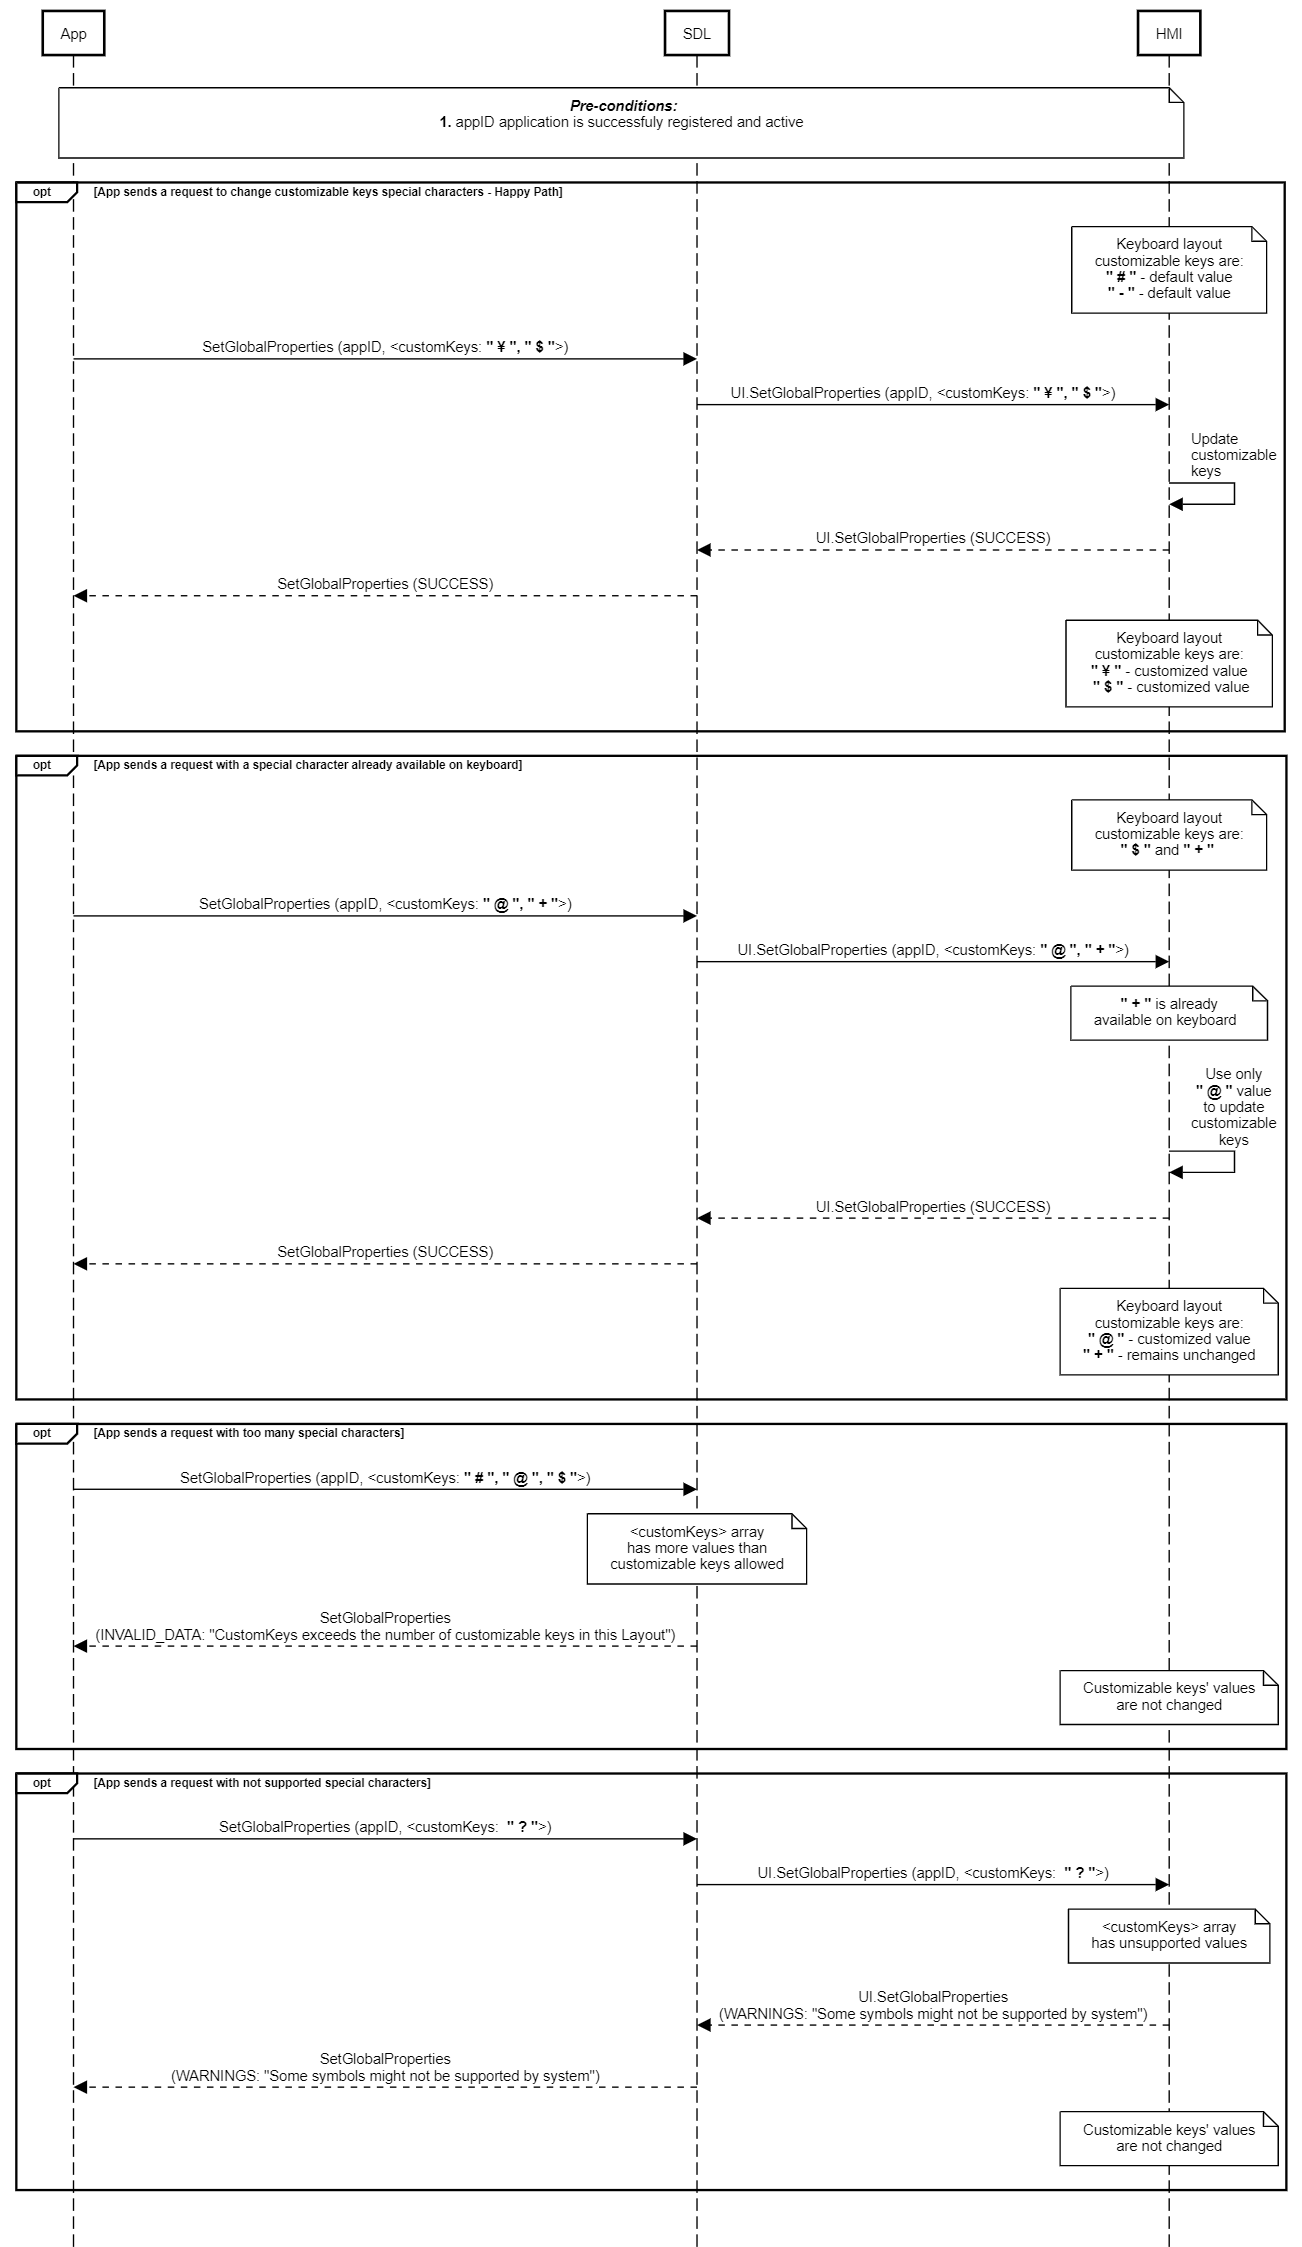 App
SDL
HMI
Pre-conditions:
1. appID application is successfuly registered and active
opt
[App sends a request to change customizable keys special characters - Happy Path]
Keyboard layout
customizable keys are:
" # " - default value
" - " - default value
SetGlobalProperties (appID, <customKeys: " ¥ ", " $ ">)
UI.SetGlobalProperties (appID, <customKeys: " ¥ ", " $ ">)
Update
customizable
keys
UI.SetGlobalProperties (SUCCESS)
SetGlobalProperties (SUCCESS)
Keyboard layout
customizable keys are:
" ¥ " - customized value
" $ " - customized value
opt
[App sends a request with a special character already available on keyboard]
Keyboard layout
customizable keys are:
" $ " and " + "
SetGlobalProperties (appID, <customKeys: " @ ", " + ">)
UI.SetGlobalProperties (appID, <customKeys: " @ ", " + ">)
" + " is already
available on keyboard
Use only
" @ " value
to update
customizable
keys
UI.SetGlobalProperties (SUCCESS)
SetGlobalProperties (SUCCESS)
Keyboard layout
customizable keys are:
" @ " - customized value
" + " - remains unchanged
opt
[App sends a request with too many special characters]
SetGlobalProperties (appID, <customKeys: " # ", " @ ", " $ ">)
<customKeys> array
has more values than
customizable keys allowed
SetGlobalProperties
(INVALID_DATA: "CustomKeys exceeds the number of customizable keys in this Layout")
Customizable keys' values
are not changed
opt
[App sends a request with not supported special characters]
SetGlobalProperties (appID, <customKeys:  " ? ">)
UI.SetGlobalProperties (appID, <customKeys:  " ? ">)
<customKeys> array
has unsupported values
UI.SetGlobalProperties
(WARNINGS: "Some symbols might not be supported by system")
SetGlobalProperties
(WARNINGS: "Some symbols might not be supported by system")
Customizable keys' values
are not changed